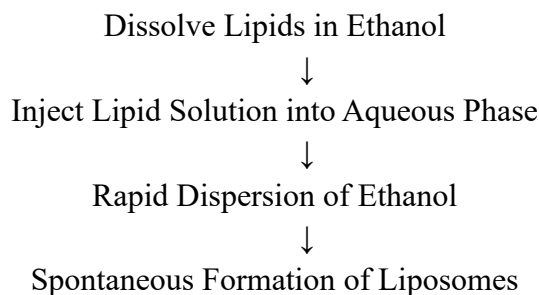 Dissolve Lipids in Ethanol
↓
Inject Lipid Solution into Aqueous Phase
↓
Rapid Dispersion of Ethanol
↓
Spontaneous Formation of Liposomes